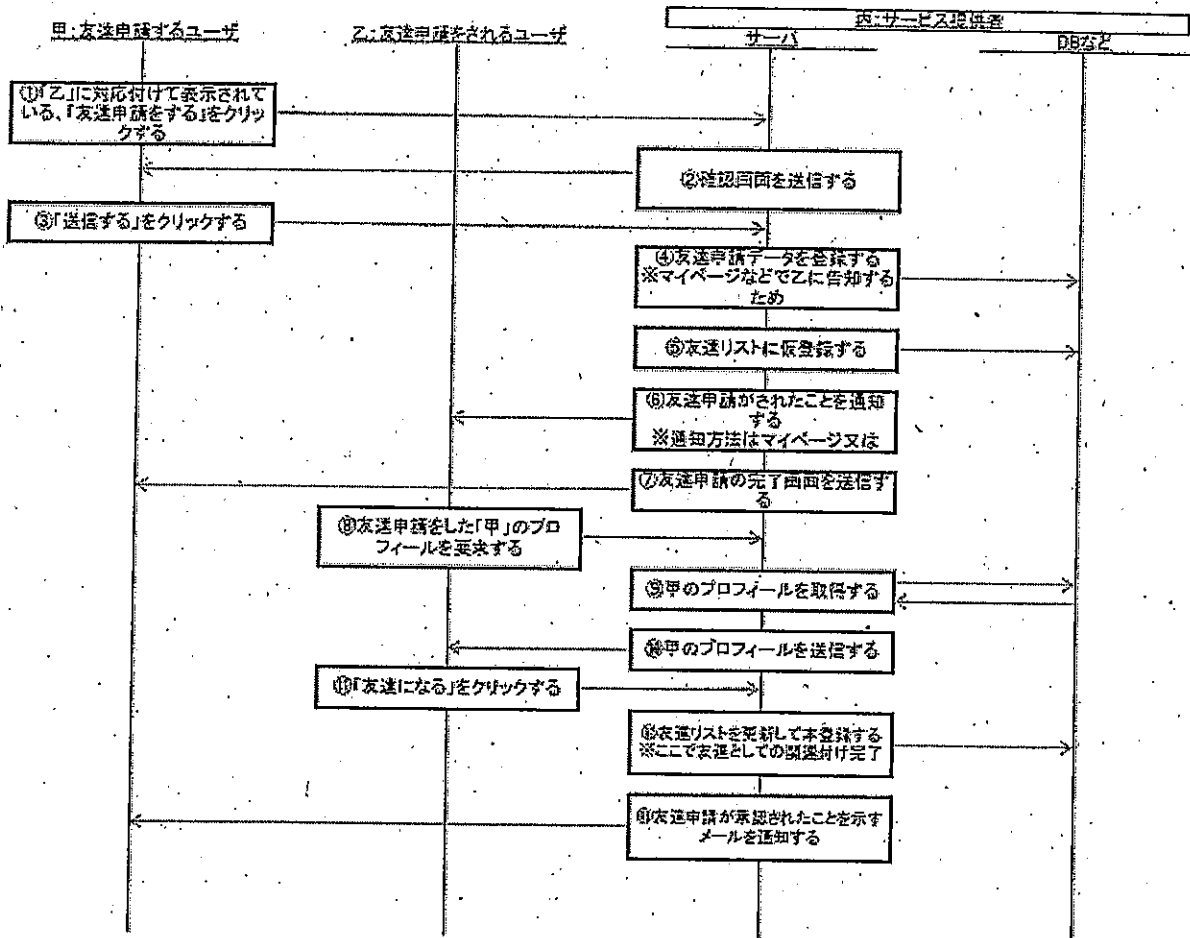 甲:友達申請するユーザ
乙:友達申請をされるユーザ
丙:サービス提供者
サーバ
DBなど
①「乙」に対応付けて表示されて
いる、「友達申請をする」をクリッ
クする
②確認画面を送信する
③「送信する」をクリックする
④友達申請データを登録する
※マイページなどで乙に告知する
ため
⑤友達リストに仮登録する
⑥友達申請がされたことを通知
する
※通知方法はマイページ又は
⑦友達申請の完了画面を送信す
る
⑧友達申請をした「甲」のプロ
フィールを要求する
⑨甲のプロフィールを取得する
⑩甲のプロフィールを送信する
⑪「友達になる」をクリックする
⑫友達リストを更新して本登録する
※ここで友達としての関連付け完了
⑬友達申請が承認されたことを示す
メールを通知する